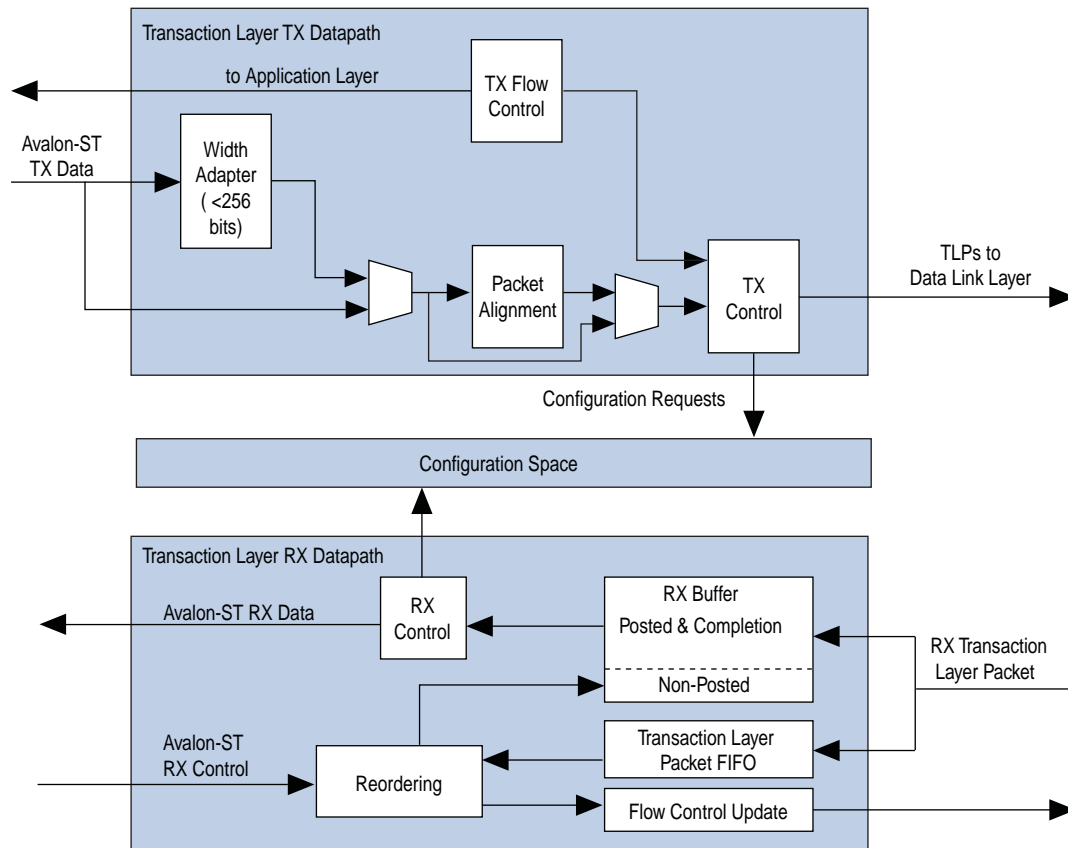 Transaction Layer TX Datapath
to Application Layer
TX Flow
Control
Avalon-ST
TX Data
Width
Adapter
( <256
bits)
Packet
Alignment
TX
Control
TLPs to
Data Link Layer
Configuration Requests
Configuration Space
Transaction Layer RX Datapath
Avalon-ST RX Data
RX
Control
RX Buffer
Posted & Completion
Non-Posted
RX Transaction
Layer Packet
Avalon-ST
RX Control
Reordering
Transaction Layer
Packet FIFO
Flow Control Update